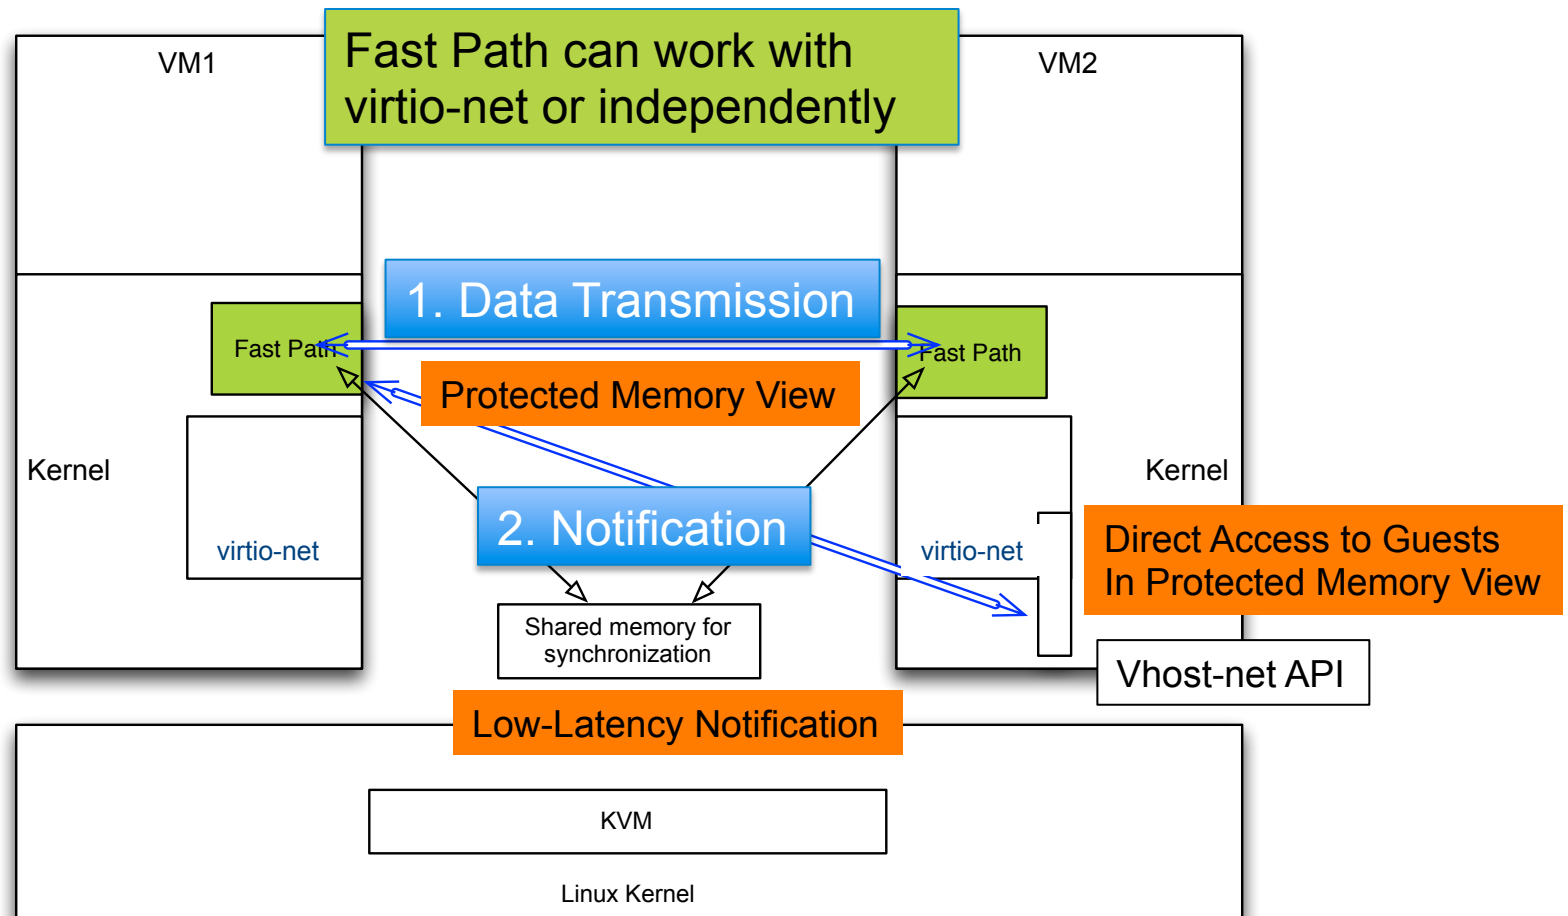 VM1
Fast Path can work with
virtio-net or independently
VM2
1. Data Transmission
Fast Path
Fast Path
Protected Memory View
Kernel
Kernel
2. Notification
virtio-net
virtio-net
Direct Access to Guests
In Protected Memory View
Shared memory for
synchronization
Vhost-net API
Low-Latency Notification
KVM
Linux Kernel